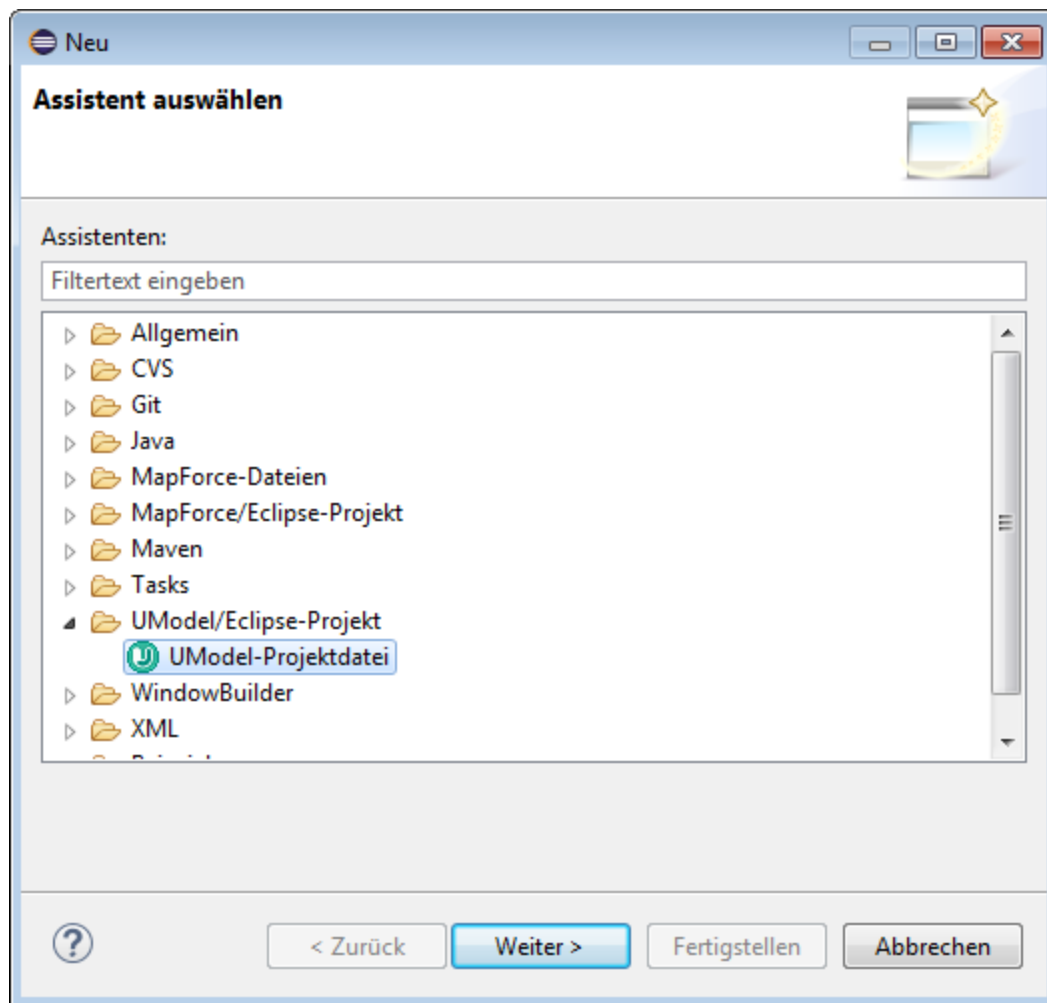 Neu
Assistent auswählen
Assistenten:
Filtertext eingeben
Allgemein
CVS
Git
Java
MapForce-Dateien
MapForce/Eclipse-Projekt
Maven
Tasks
UModel/Eclipse-Projekt
UModel-Projektdatei
WindowBuilder
XML
< Zurück Weiter > Fertigstellen Abbrechen